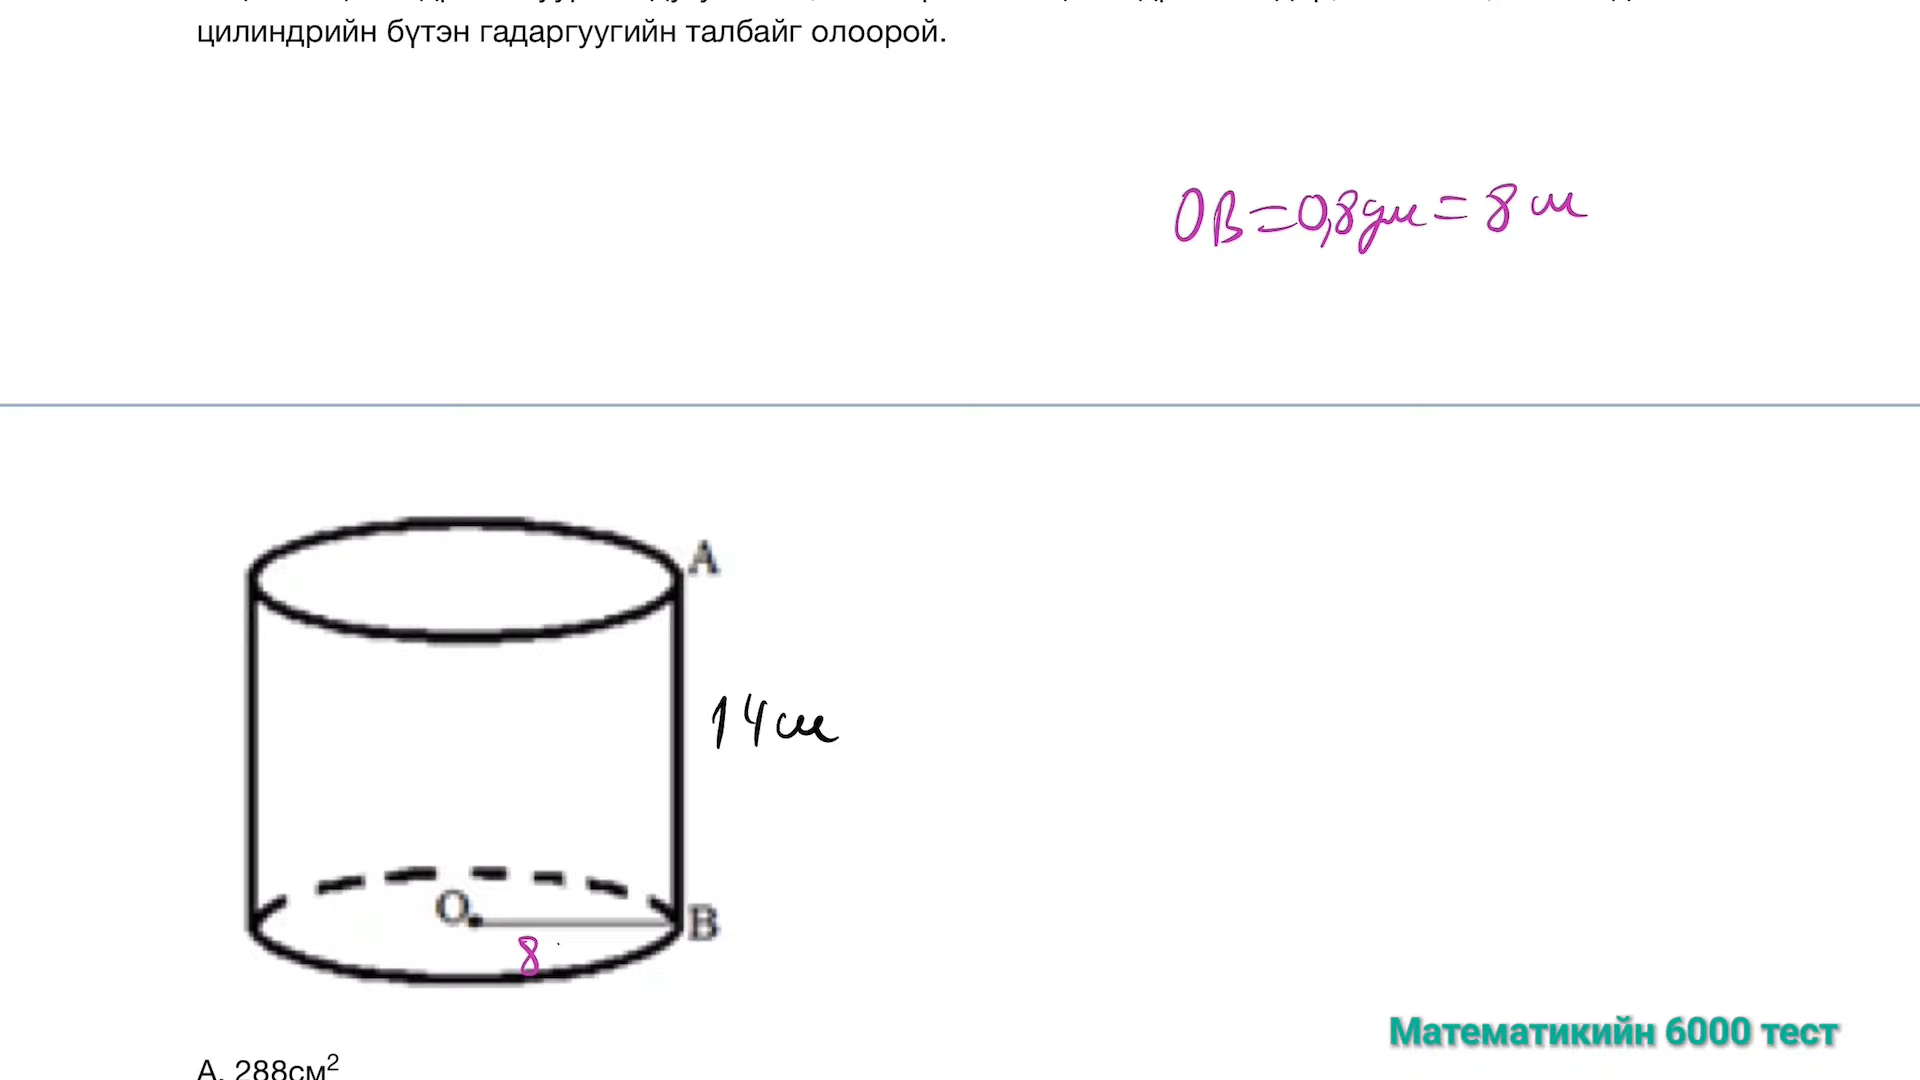 цилиндрийн бүтэн гадаргуугийн талбайг олоорой.
OB=0,8дм=8см
A
14см
O
B
8
Математикийн 6000 тест
A. 288см²